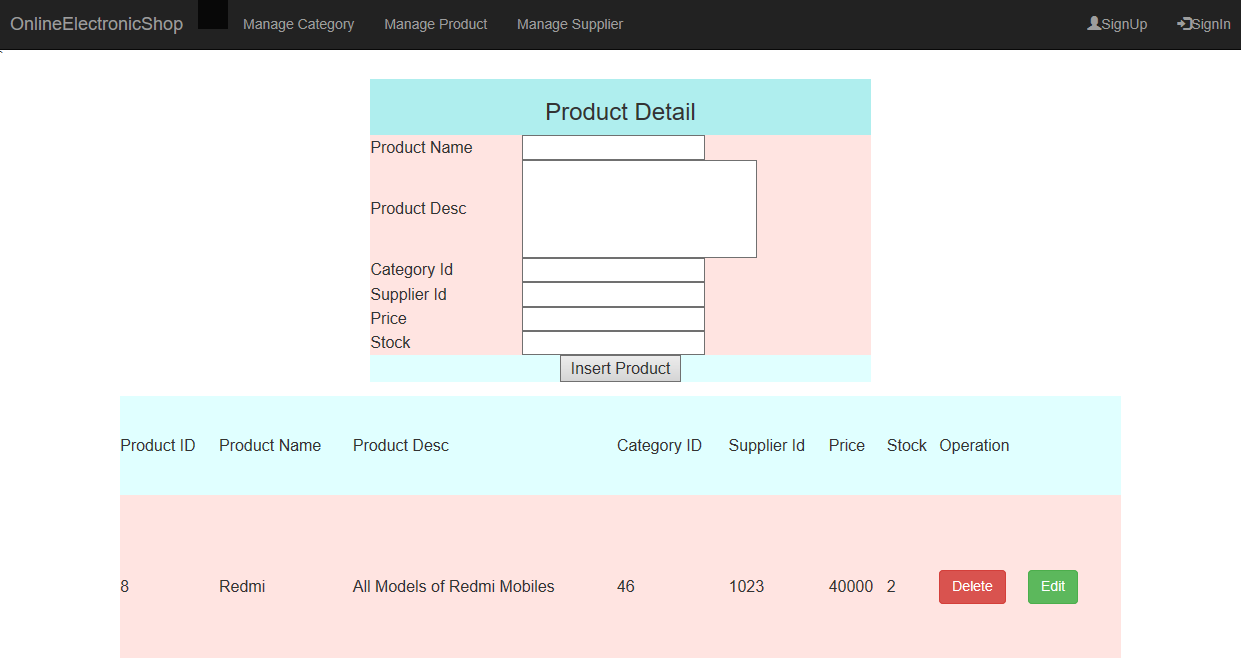 OnlineElectronicShop Manage Category Manage Product Manage Supplier SignUp SignIn
Product Detail
Product Name
Product Desc
Category Id
Supplier Id
Price
Stock
Insert Product
Product ID Product Name Product Desc Category ID Supplier Id Price Stock Operation
8 Redmi All Models of Redmi Mobiles 46 1023 40000 2 Delete Edit